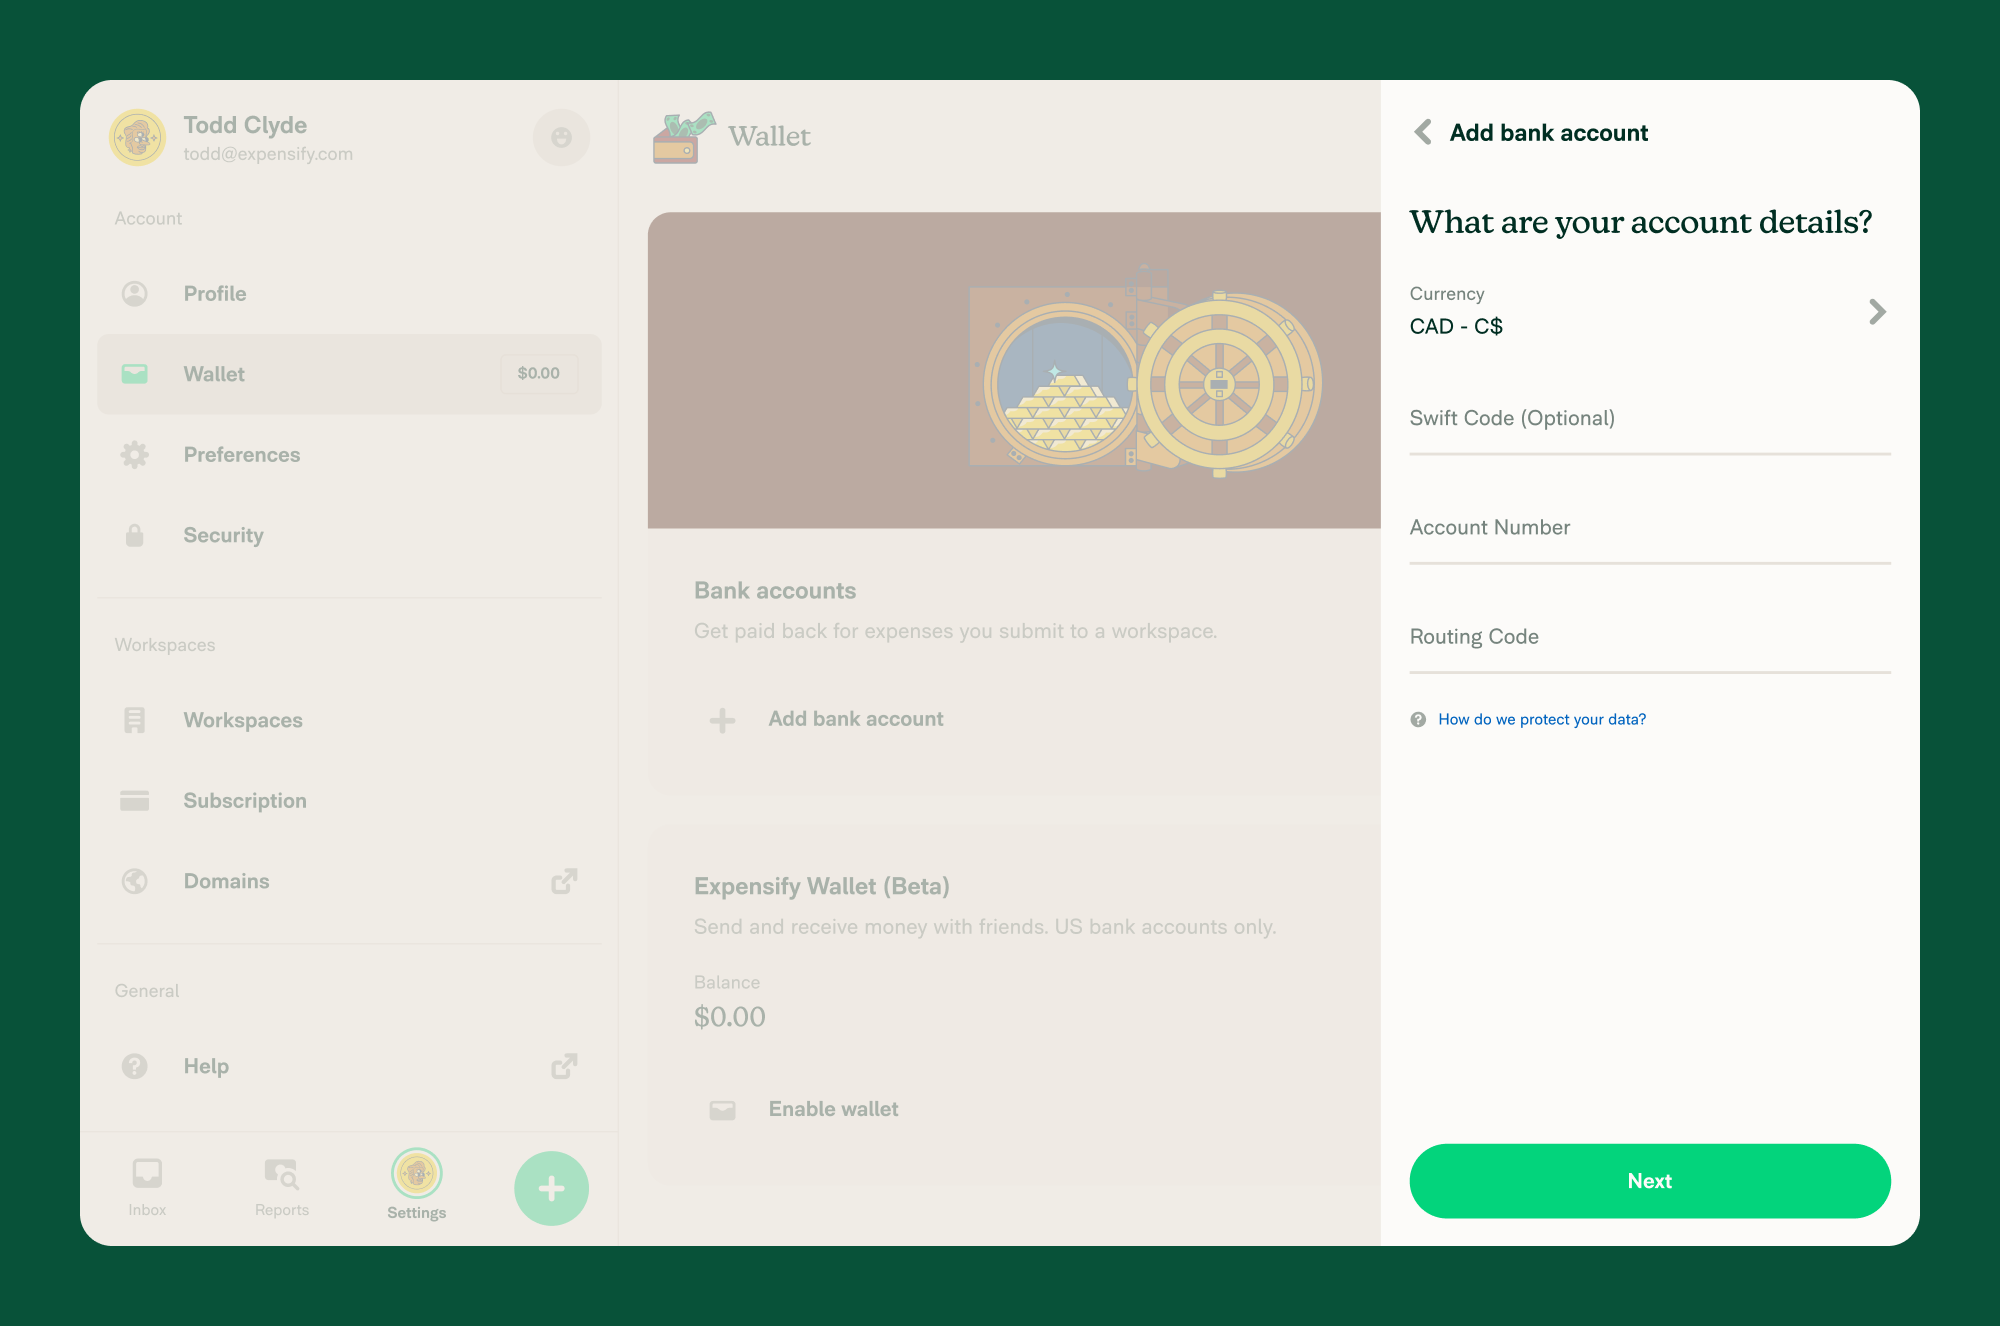 Todd Clyde
todd@expensify.com
Account
Profile
Wallet
$0.00
Preferences
Security
Workspaces
Workspaces
Subscription
Domains
General
Help
Inbox
Reports
Settings
Wallet
Bank accounts
Get paid back for expenses you submit to a workspace.
Add bank account
Expensify Wallet (Beta)
Send and receive money with friends. US bank accounts only.
Balance
$0.00
Enable wallet
Add bank account
What are your account details?
Currency
CAD - C$
Swift Code (Optional)
Account Number
Routing Code
How do we protect your data?
Next